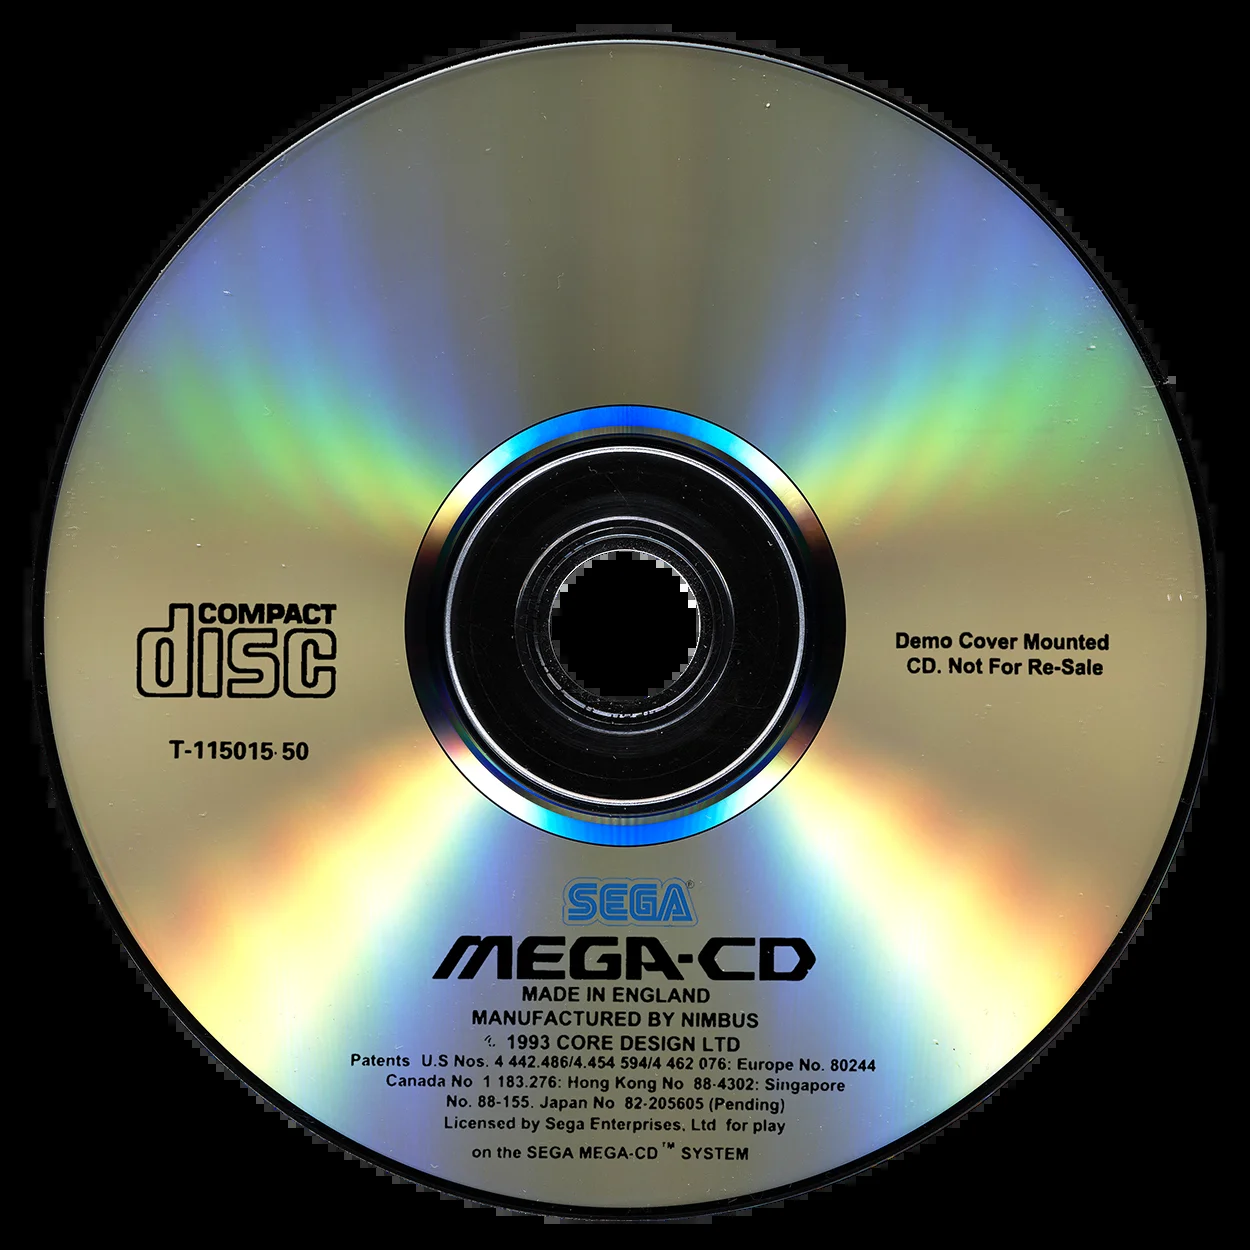 COMPACT
disc
T-115015-50
Demo Cover Mounted
CD. Not For Re-Sale
SEGA®
MEGA-CD
MADE IN ENGLAND
MANUFACTURED BY NIMBUS
1993 CORE DESIGN LTD
Patents U.S Nos. 4 442.486/4.454 594/4 462 076: Europe No. 80244
Canada No 1 183.276: Hong Kong No 88-4302: Singapore
No. 88-155. Japan No 82-205605 (Pending)
Licensed by Sega Enterprises, Ltd for play
on the SEGA MEGA-CD™ SYSTEM